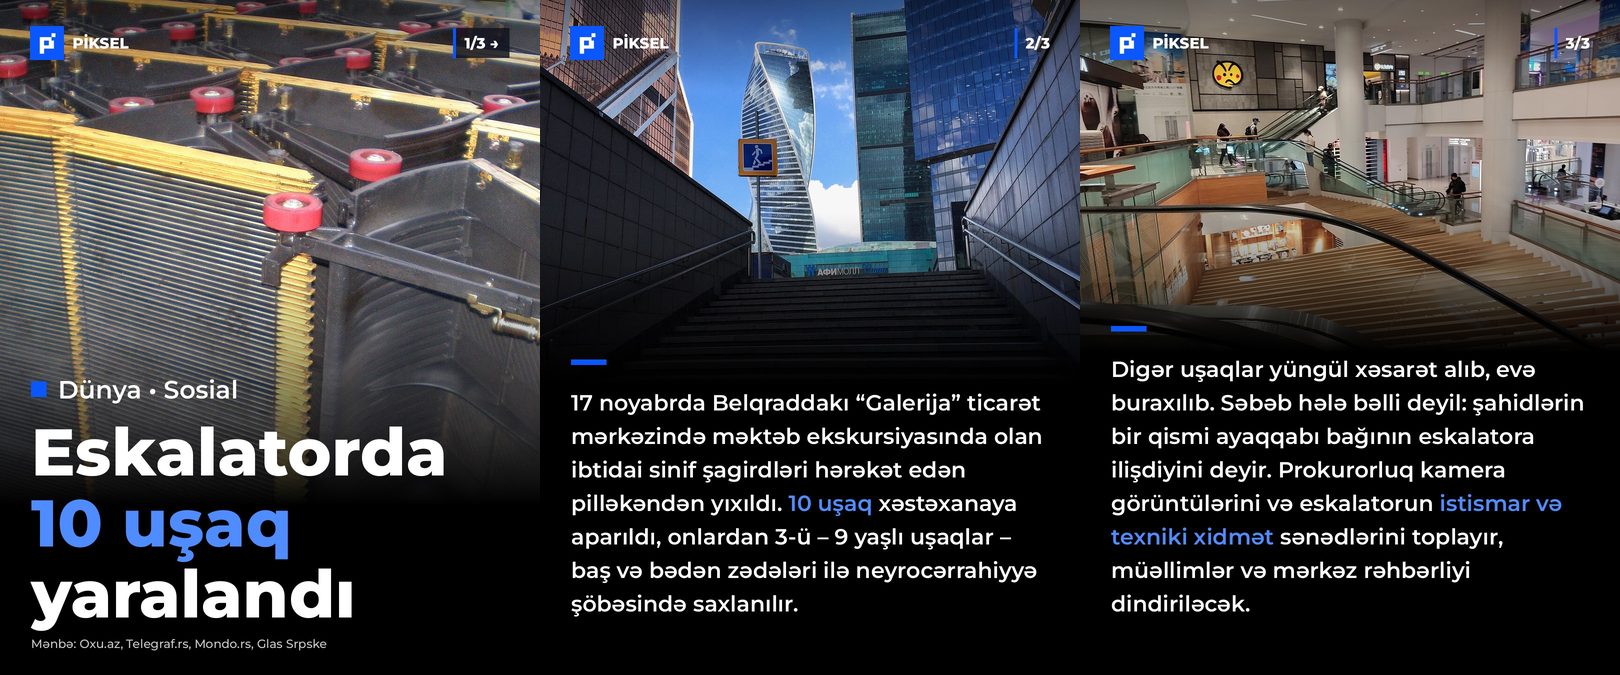 PİKSEL
1/3 →
Dünya • Sosial
Eskalatorda
10 uşaq
yaralandı
Mənbə: Oxu.az, Telegraf.rs, Mondo.rs, Glas Srpske
PİKSEL
2/3
АФИМОЛЛ
17 noyabrda Belqraddakı “Galerija” ticarət
mərkəzində məktəb ekskursiyasında olan
ibtidai sinif şagirdləri hərəkət edən
pilləkəndən yıxıldı. 10 uşaq xəstəxanaya
aparıldı, onlardan 3-ü – 9 yaşlı uşaqlar –
baş və bədən zədələri ilə neyrocərrahiyyə
şöbəsində saxlanılır.
PİKSEL
3/3
Digər uşaqlar yüngül xəsarət alıb, evə
buraxılıb. Səbəb hələ bəlli deyil: şahidlərin
bir qismi ayaqqabı bağının eskalatora
ilişdiyini deyir. Prokurorluq kamera
görüntülərini və eskalatorun istismar və
texniki xidmət sənədlərini toplayır,
müəllimlər və mərkəz rəhbərliyi
dindiriləcək.